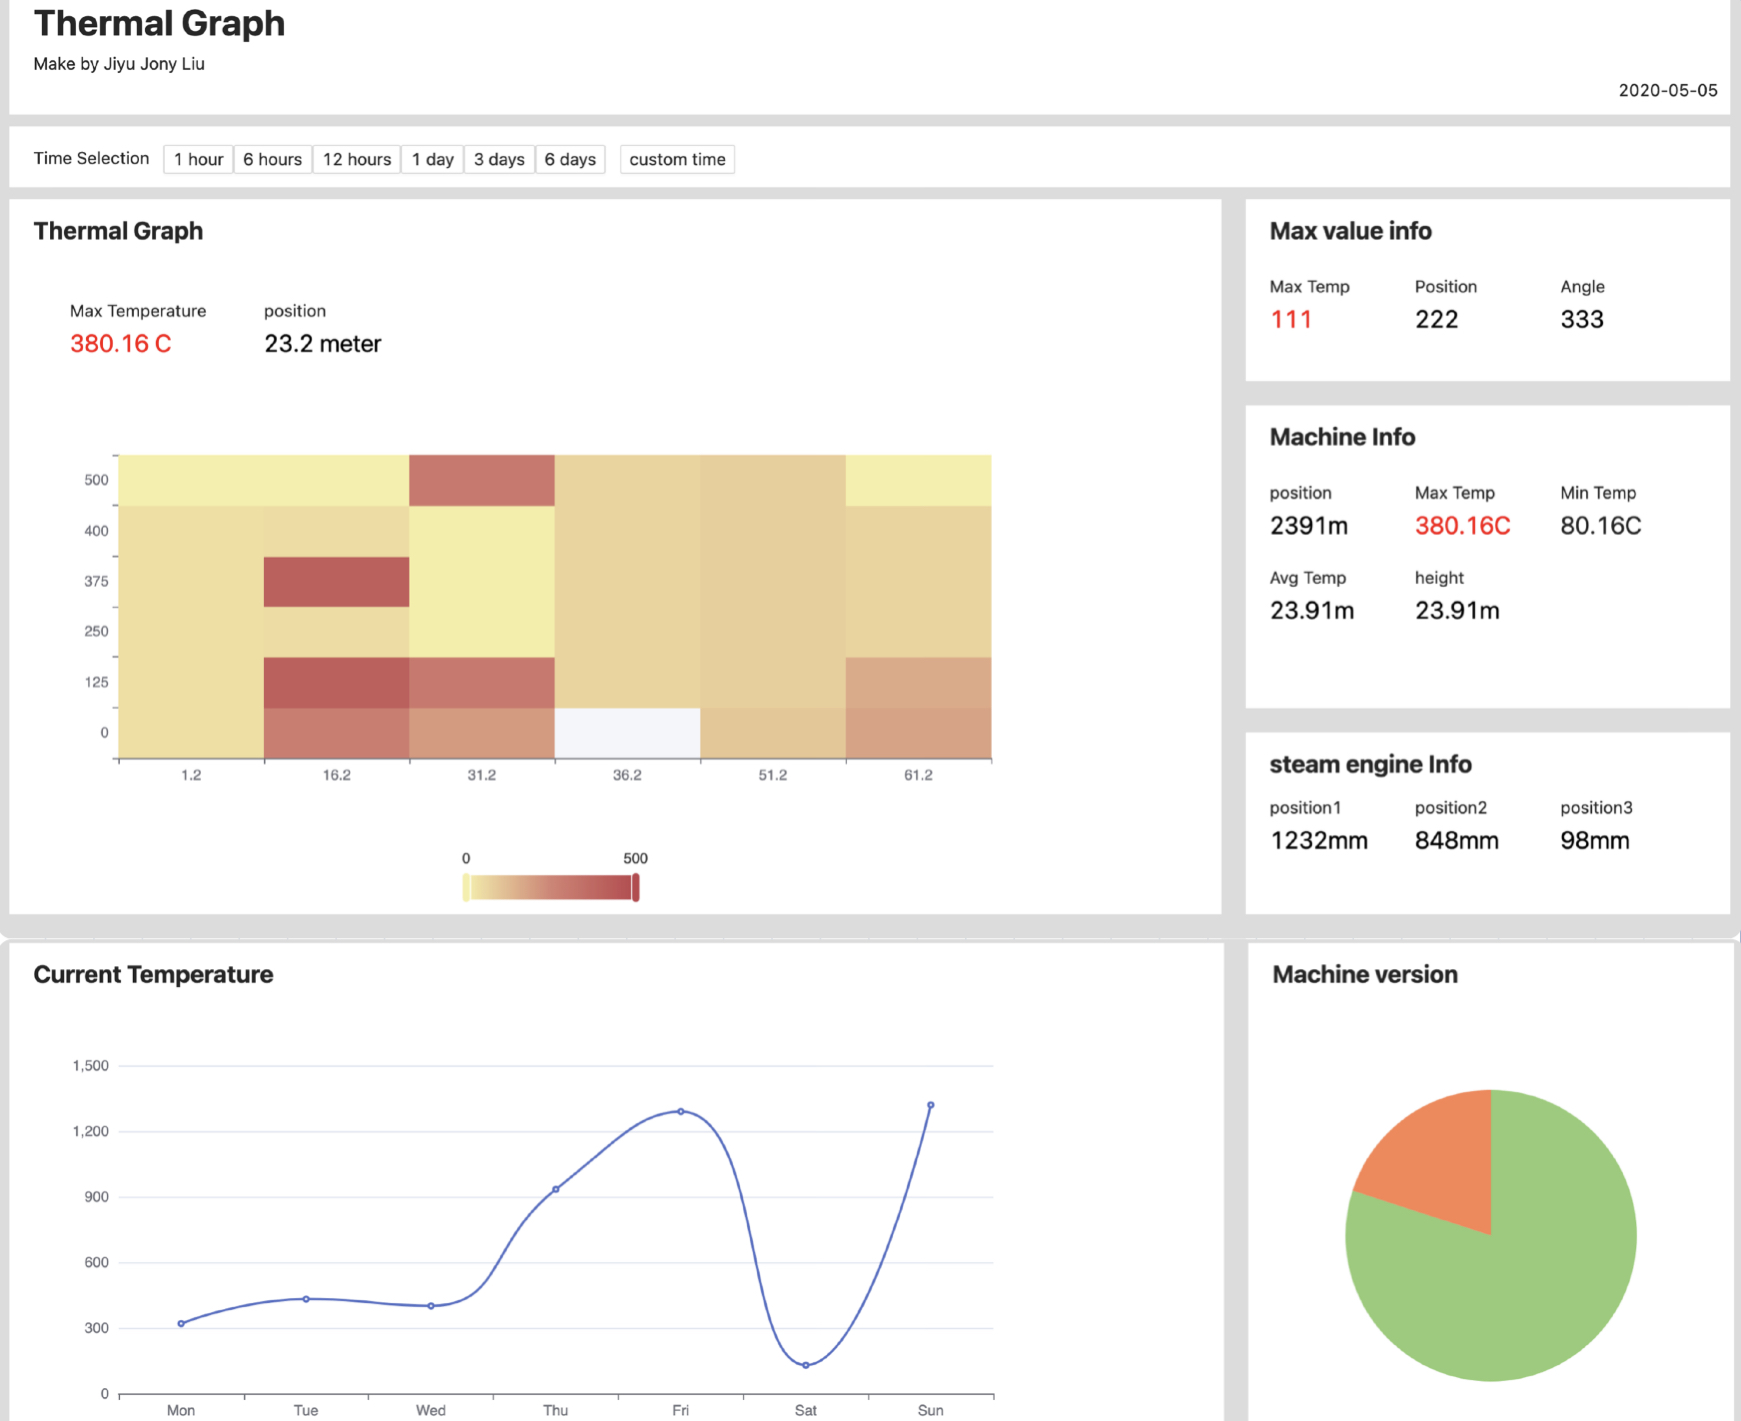 Thermal Graph
Make by Jiyu Jony Liu
2020-05-05
Time Selection 1 hour 6 hours 12 hours 1 day 3 days 6 days custom time
Thermal Graph
Max Temperature position
380.16 C 23.2 meter
500
400
375
250
125
0
1.2 16.2 31.2 36.2 51.2 61.2
0 500
Max value info
Max Temp Position Angle
111 222 333
Machine Info
position Max Temp Min Temp
2391m 380.16C 80.16C
Avg Temp height
23.91m 23.91m
steam engine Info
position1 position2 position3
1232mm 848mm 98mm
Current Temperature
1,500
1,200
900
600
300
0
Mon Tue Wed Thu Fri Sat Sun
Machine version